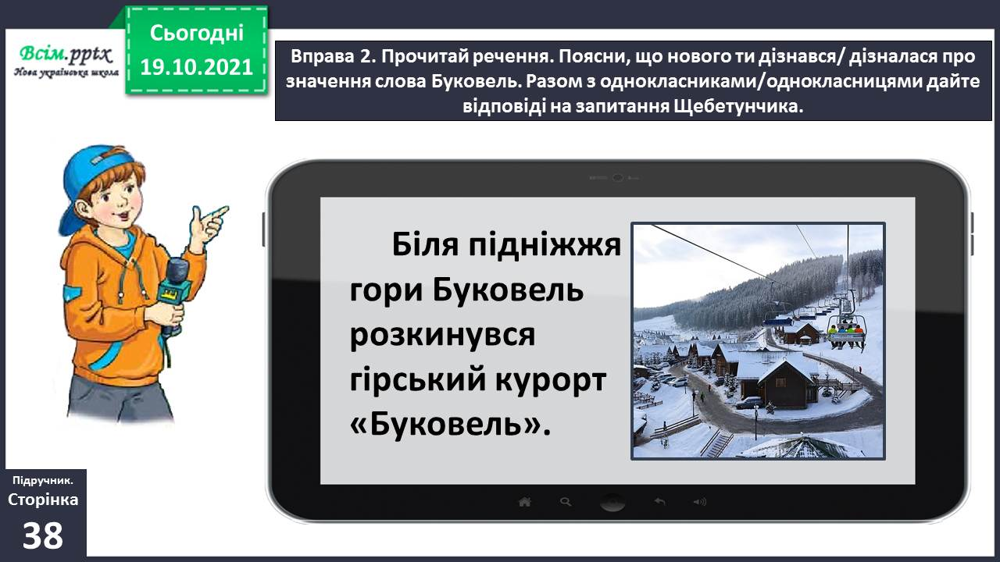 Всім.pptx
Нова українська школа
Сьогодні
19.10.2021
Вправа 2. Прочитай речення. Поясни, що нового ти дізнався/ дізналася про
значення слова Буковель. Разом з однокласниками/однокласницями дайте
відповіді на запитання Щебетунчика.
Біля підніжжя
гори Буковель
розкинувся
гірський курорт
«Буковель».
Підручник.
Сторінка
38